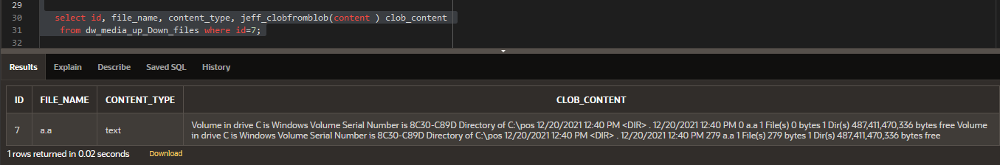 29
30 select id, file_name, content_type, jeff_clobfromblob(content ) clob_content
31 from dw_media_up_Down_files where id=7;
32
Results Explain Describe Saved SQL History
ID FILE_NAME CONTENT_TYPE CLOB_CONTENT
7 a.a text Volume in drive C is Windows Volume Serial Number is 8C30-C89D Directory of C:\pos 12/20/2021 12:40 PM <DIR> . 12/20/2021 12:40 PM 0 a.a 1 File(s) 0 bytes 1 Dir(s) 487,411,470,336 bytes free Volume
in drive C is Windows Volume Serial Number is 8C30-C89D Directory of C:\pos 12/20/2021 12:40 PM <DIR> . 12/20/2021 12:40 PM 279 a.a 1 File(s) 279 bytes 1 Dir(s) 487,411,470,336 bytes free
1 rows returned in 0.02 seconds Download